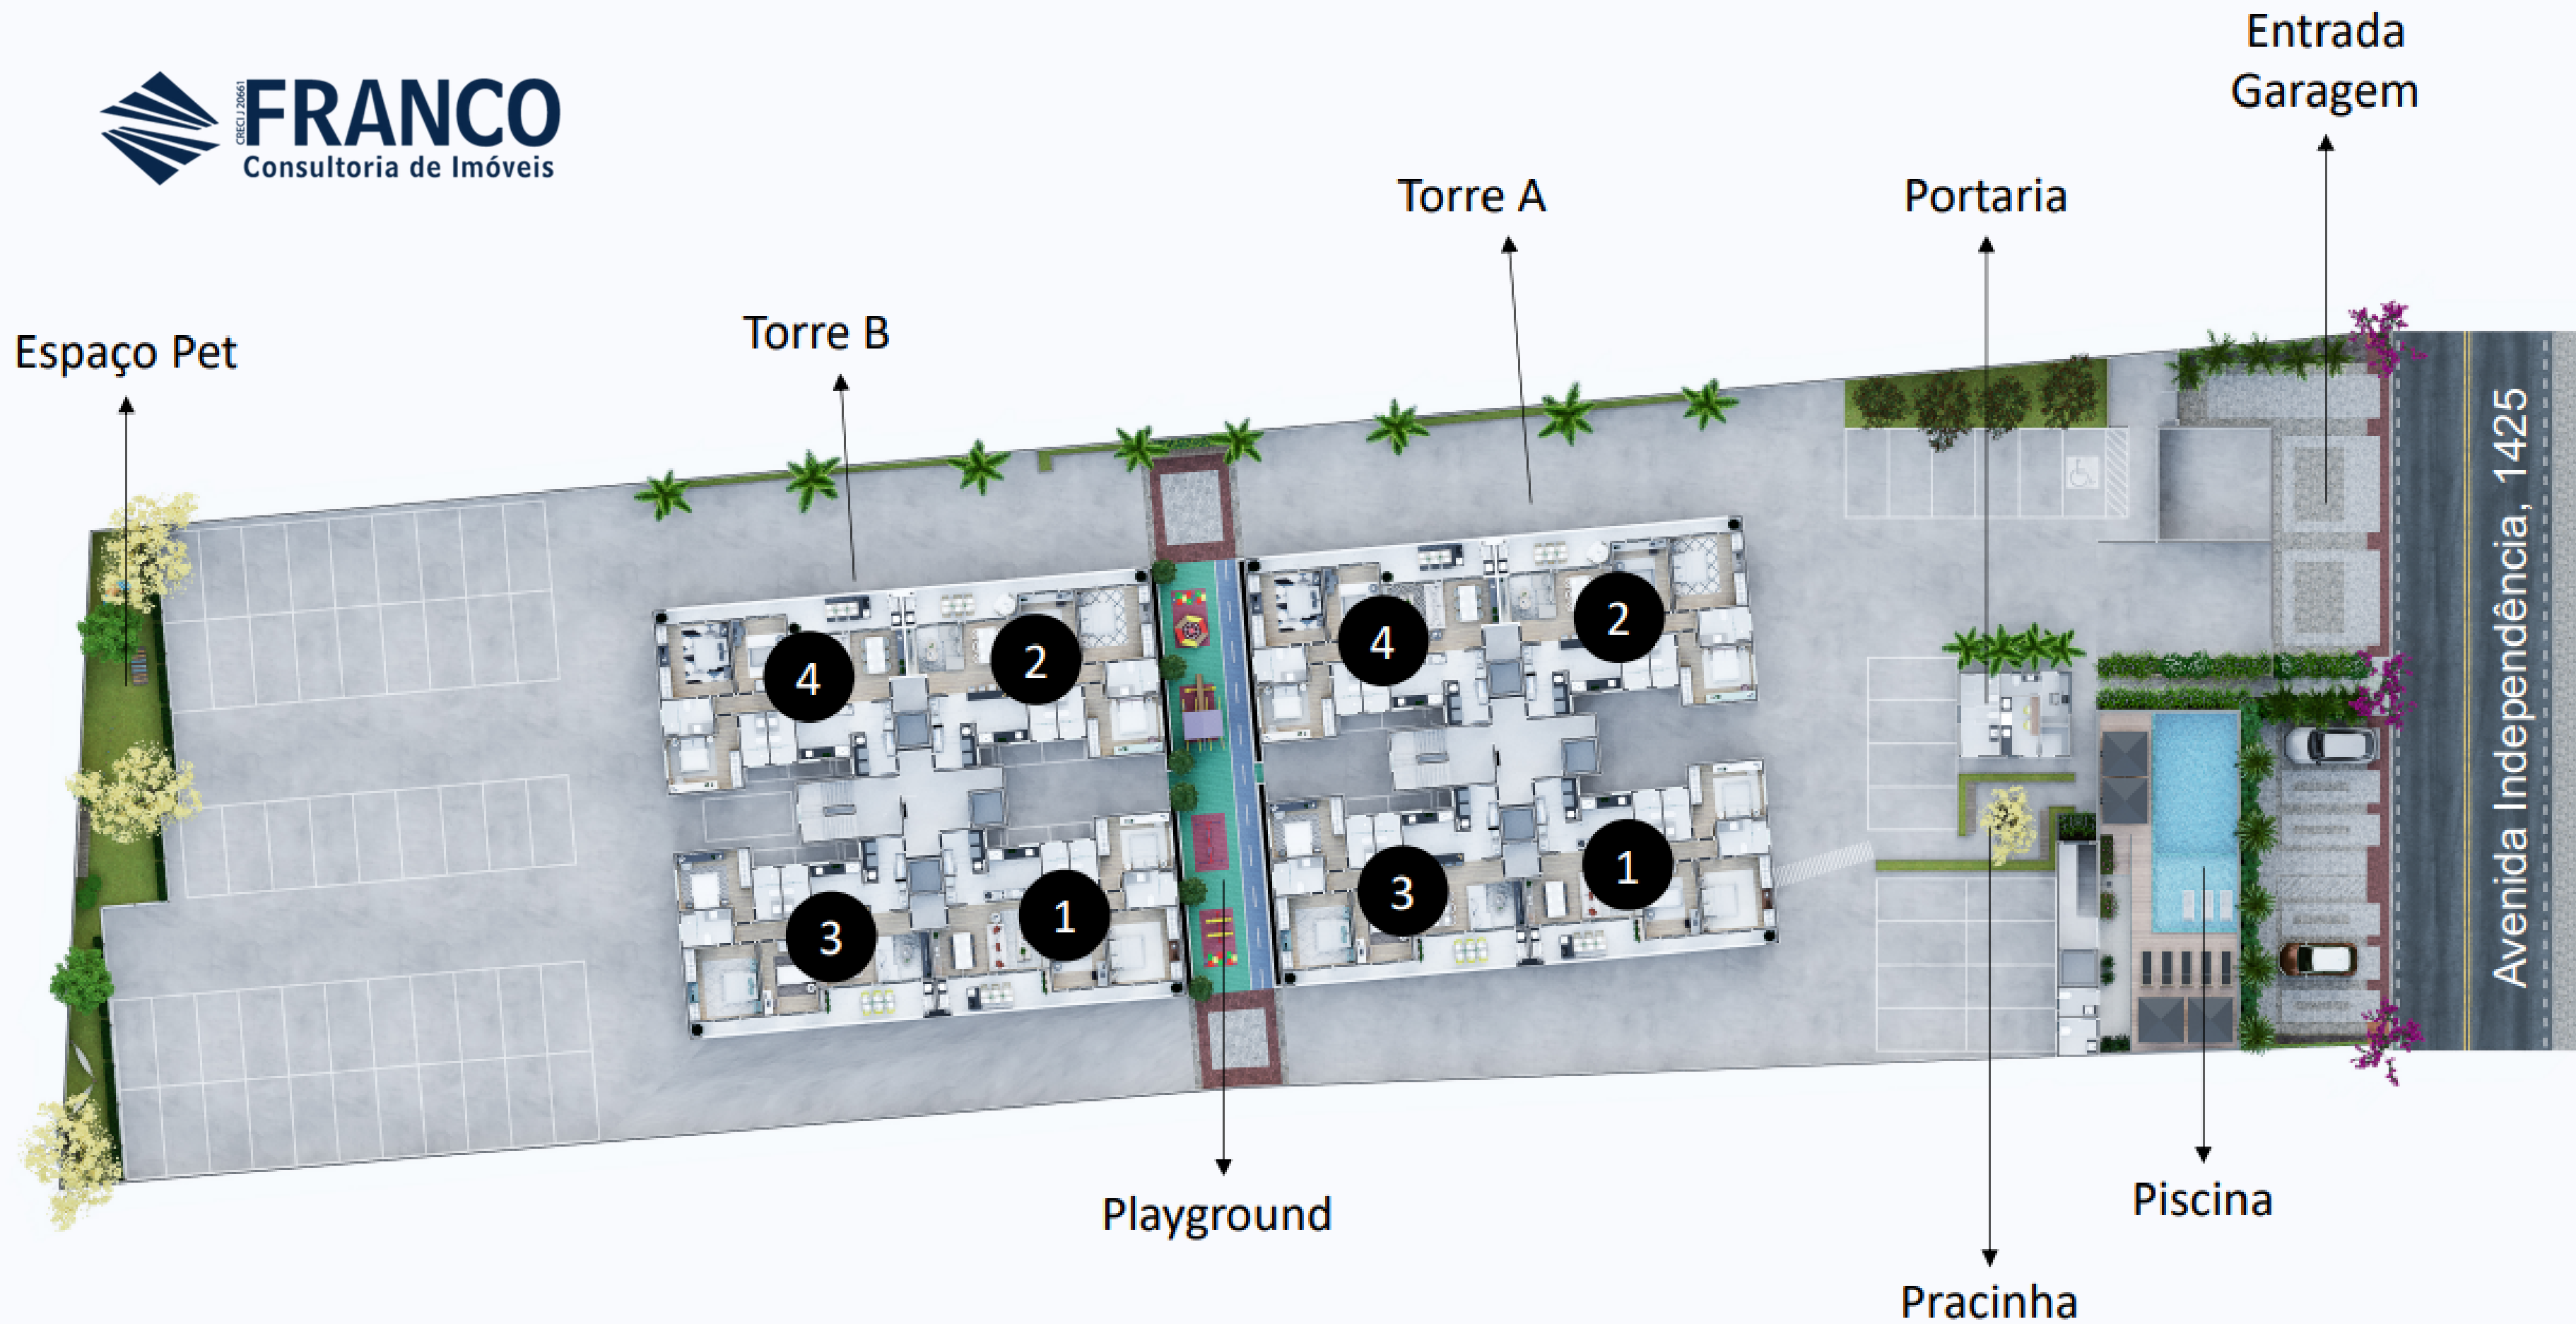 Entrada
Garagem
CRECI J 20661
FRANCO
Consultoria de Imóveis
Torre A
Portaria
Torre B
Espaço Pet
Avenida Independência, 1425
4
2
4
2
3
1
3
1
Playground
Piscina
Pracinha